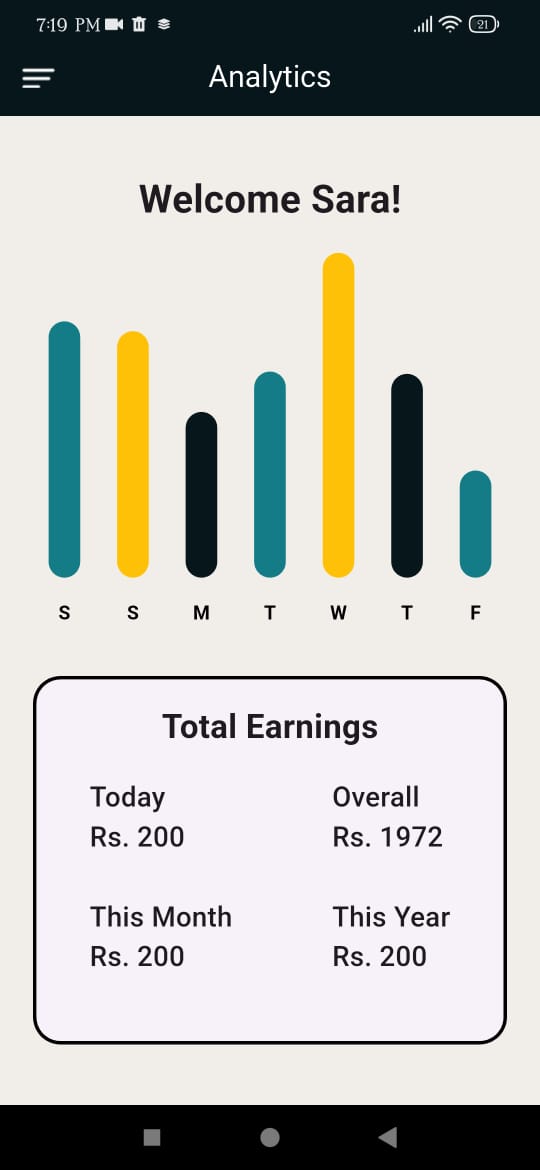 7:19 PM 21
Analytics
Welcome Sara!
S S M T W T F
Total Earnings
Today Overall
Rs. 200 Rs. 1972
This Month This Year
Rs. 200 Rs. 200